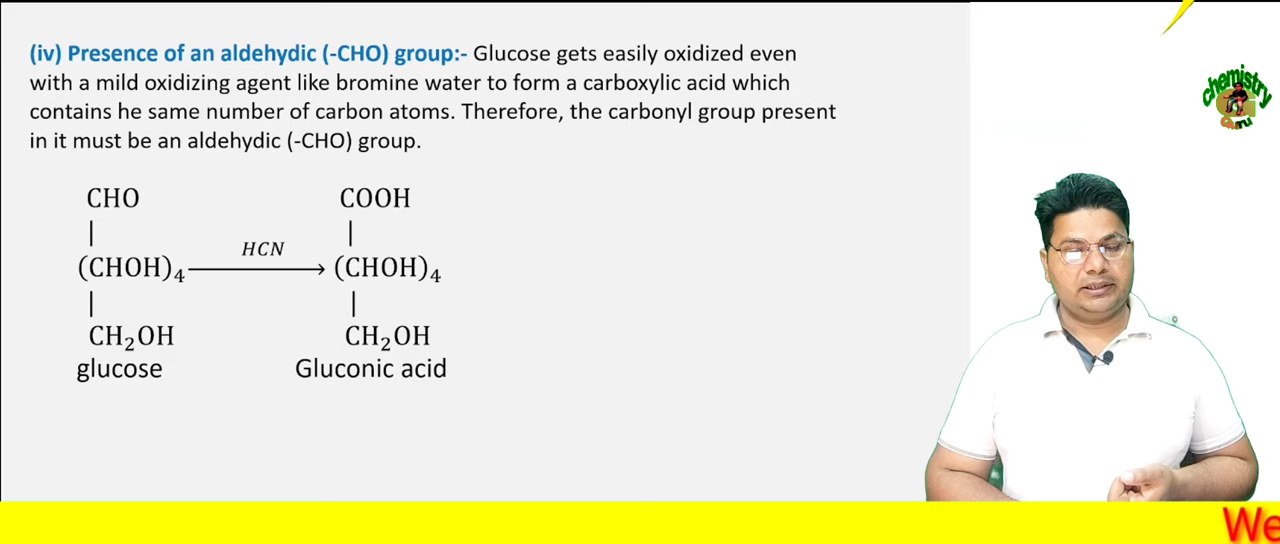 (iv) Presence of an aldehydic (-CHO) group:- Glucose gets easily oxidized even
with a mild oxidizing agent like bromine water to form a carboxylic acid which
contains he same number of carbon atoms. Therefore, the carbonyl group present
in it must be an aldehydic (-CHO) group.
CHO COOH
| |
(CHOH)₄ HCN → (CHOH)₄
| |
CH₂OH CH₂OH
glucose Gluconic acid
chemistry
Guru
We